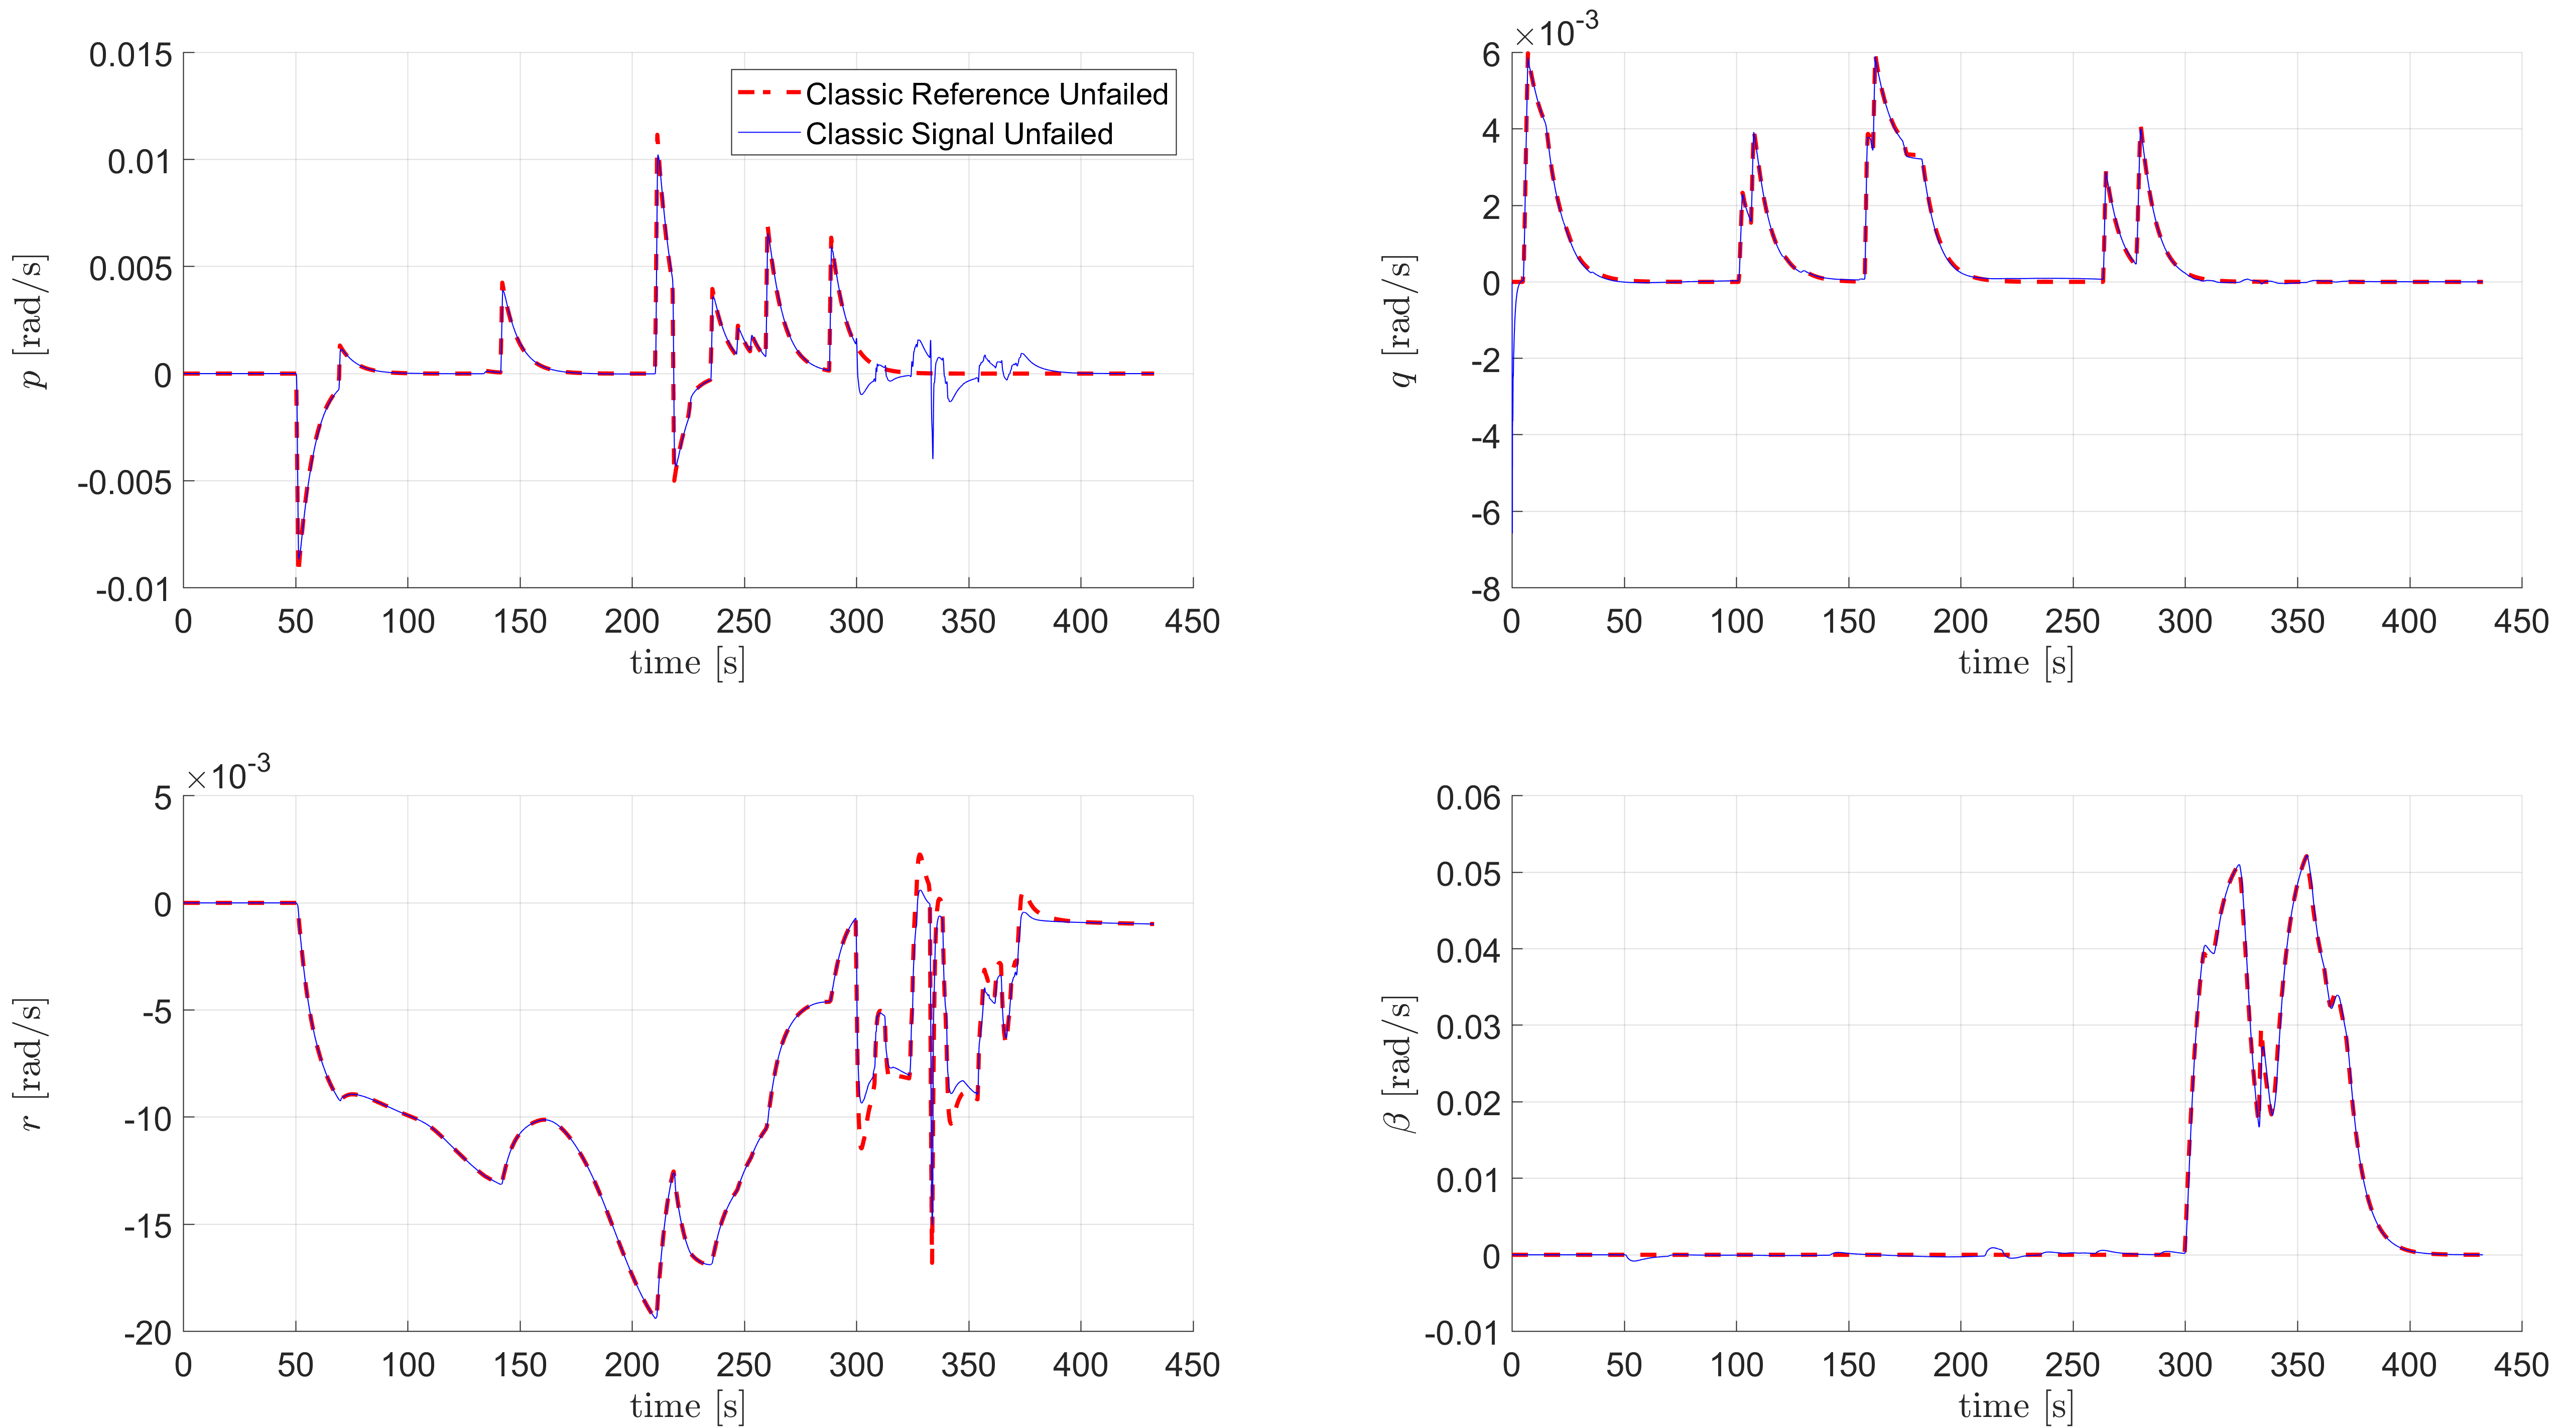 0.015
0.01
0.005
0
-0.005
-0.01
p [rad/s]
Classic Reference Unfailed
Classic Signal Unfailed
0 50 100 150 200 250 300 350 400 450
time [s]
×10-3
6
4
2
0
-2
-4
-6
-8
q [rad/s]
0 50 100 150 200 250 300 350 400 450
time [s]
×10-3
5
0
-5
-10
-15
-20
r [rad/s]
0 50 100 150 200 250 300 350 400 450
time [s]
0.06
0.05
0.04
0.03
0.02
0.01
0
-0.01
β [rad/s]
0 50 100 150 200 250 300 350 400 450
time [s]